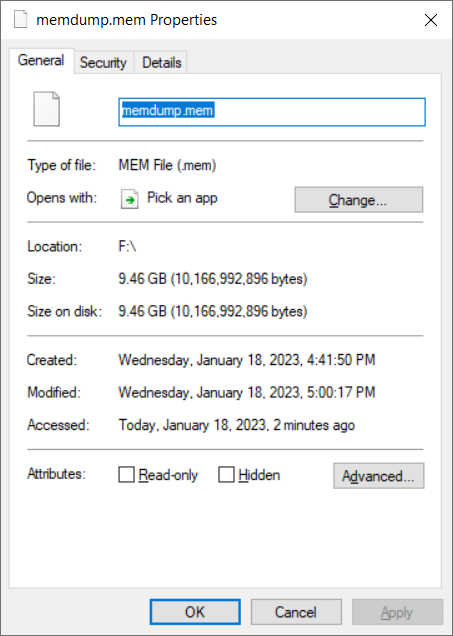 memdump.mem Properties
General Security Details
memdump.mem
Type of file: MEM File (.mem)
Opens with: Pick an app Change...
Location: F:\
Size: 9.46 GB (10,166,992,896 bytes)
Size on disk: 9.46 GB (10,166,992,896 bytes)
Created: Wednesday, January 18, 2023, 4:41:50 PM
Modified: Wednesday, January 18, 2023, 5:00:17 PM
Accessed: Today, January 18, 2023, 2 minutes ago
Attributes: Read-only Hidden Advanced...
OK Cancel Apply